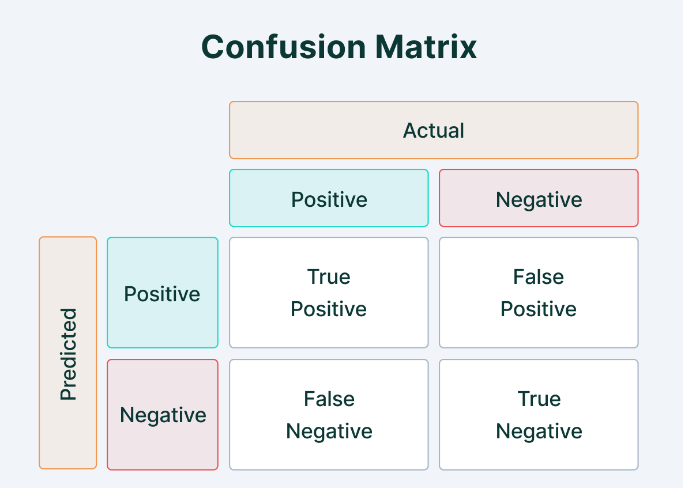 Confusion Matrix
Actual
Positive
Negative
Predicted
Positive
True
Positive
False
Positive
Negative
False
Negative
True
Negative